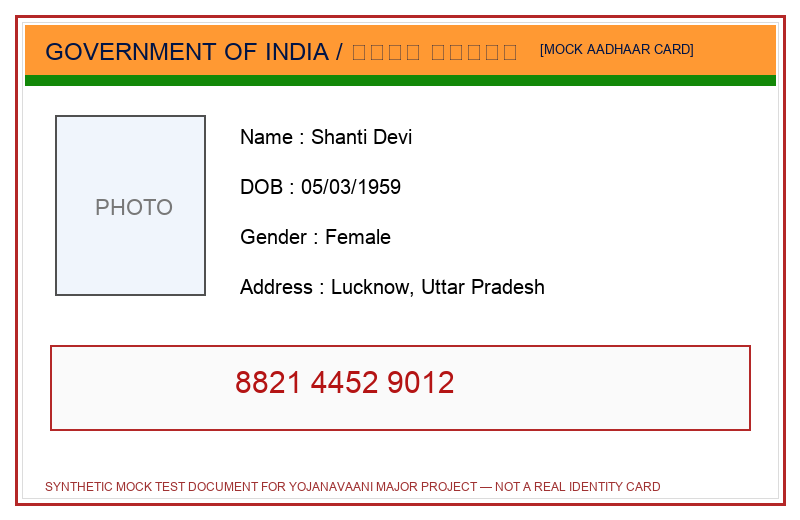 GOVERNMENT OF INDIA /
[MOCK AADHAAR CARD]
PHOTO
Name : Shanti Devi
DOB : 05/03/1959
Gender : Female
Address : Lucknow, Uttar Pradesh
8821 4452 9012
SYNTHETIC MOCK TEST DOCUMENT FOR YOJANAVAANI MAJOR PROJECT — NOT A REAL IDENTITY CARD